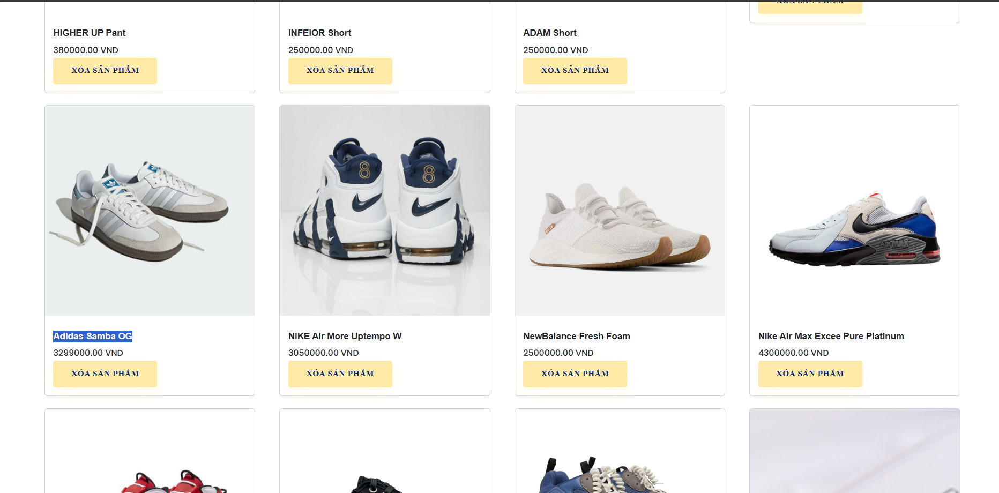 XÓA SẢN PHẨM
HIGHER UP Pant
380000.00 VND
XÓA SẢN PHẨM
INFEIOR Short
250000.00 VND
XÓA SẢN PHẨM
ADAM Short
250000.00 VND
XÓA SẢN PHẨM
8
8
AIR MAX
Adidas Samba OG
3299000.00 VND
XÓA SẢN PHẨM
NIKE Air More Uptempo W
3050000.00 VND
XÓA SẢN PHẨM
NewBalance Fresh Foam
2500000.00 VND
XÓA SẢN PHẨM
Nike Air Max Excee Pure Platinum
4300000.00 VND
XÓA SẢN PHẨM